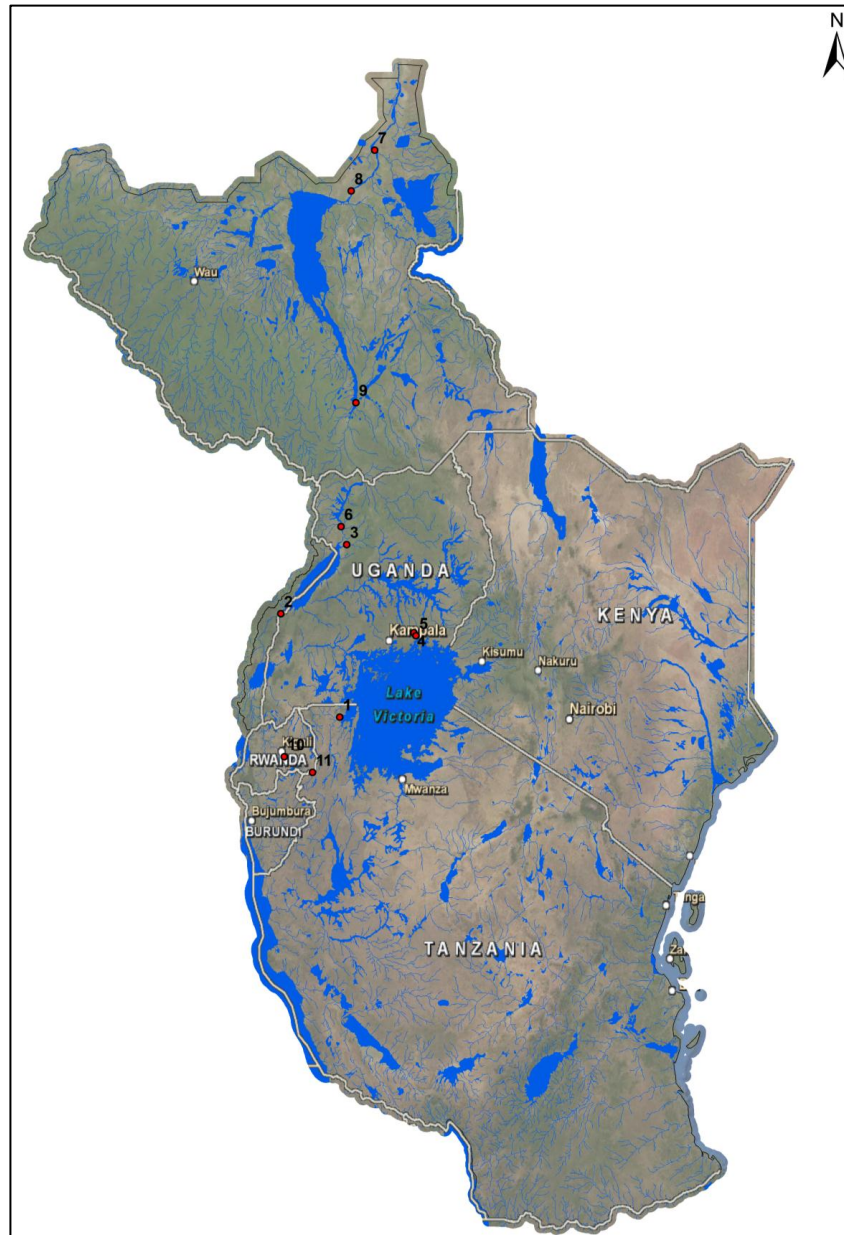 N
7
8
Wau
9
6
3
UGANDA
2
KENYA
5
Kampala
4
Kisumu
Nakuru
Lake
Victoria
1
Nairobi
10
RWANDA
11
Mwanza
Bujumbura
BURUNDI
TANZANIA